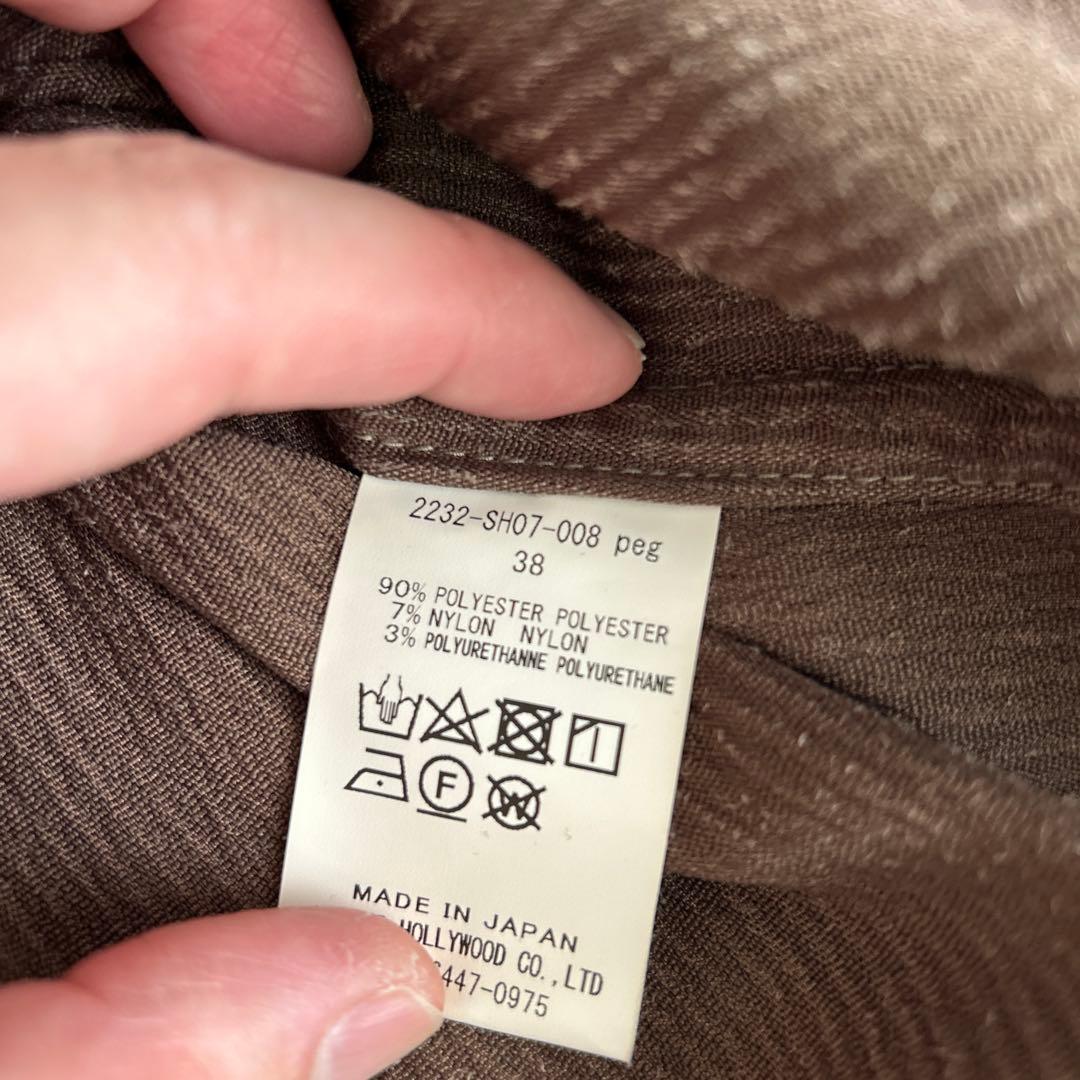 2232-SH07-008 peg
38
90% POLYESTER POLYESTER
7% NYLON NYLON
3% POLYURETHANNE POLYURETHANE
F
W
MADE IN JAPAN
HOLLYWOOD CO.,LTD
447-0975